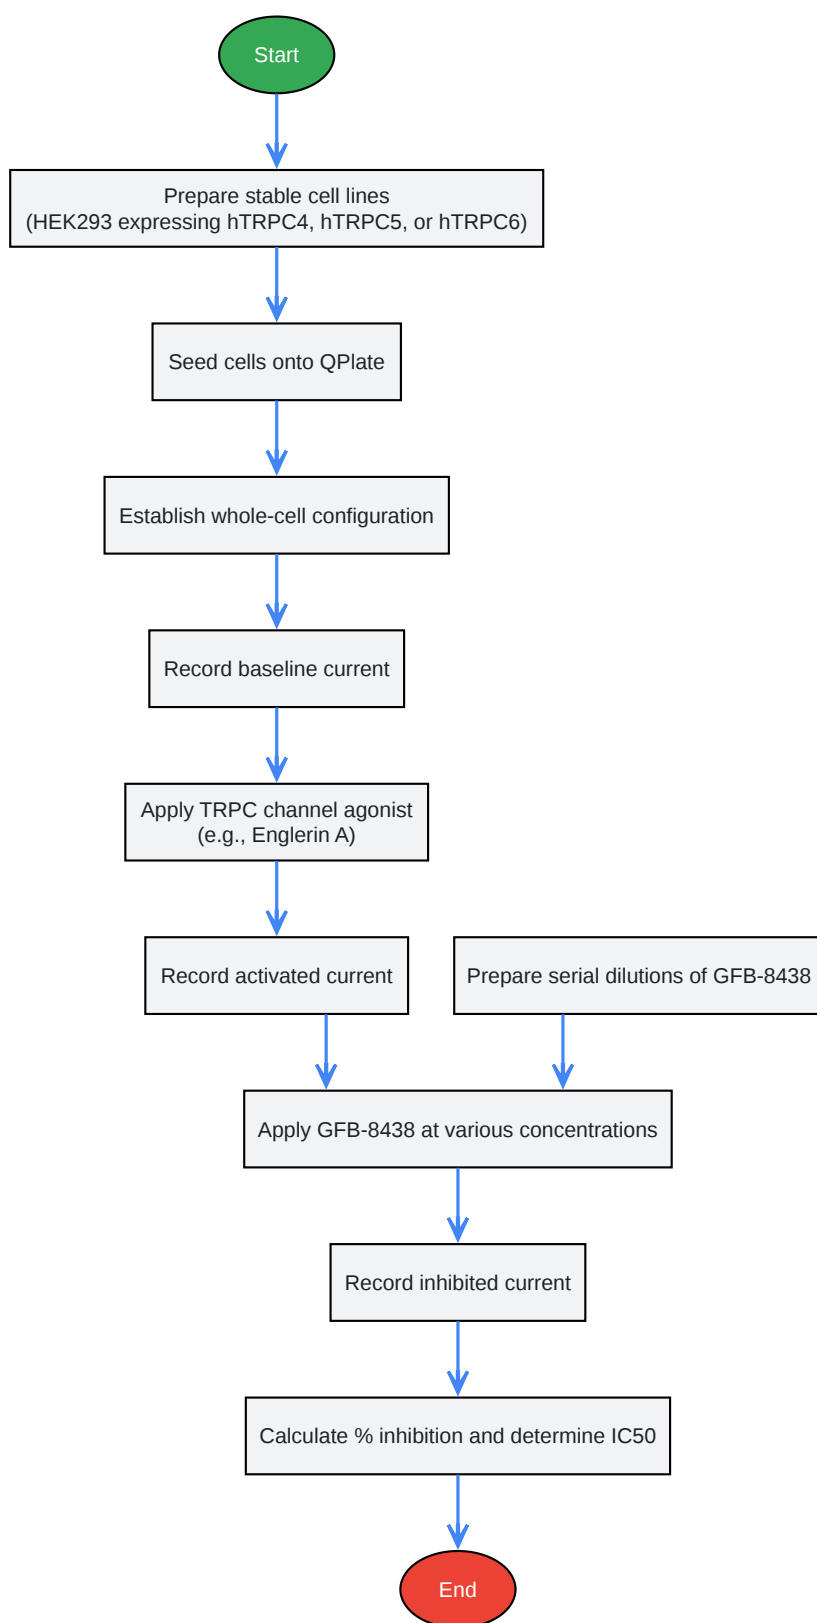 Start
Prepare stable cell lines
(HEK293 expressing hTRPC4, hTRPC5, or hTRPC6)
Seed cells onto QPlate
Establish whole-cell configuration
Record baseline current
Apply TRPC channel agonist
(e.g., Englerin A)
Record activated current
Prepare serial dilutions of GFB-8438
Apply GFB-8438 at various concentrations
Record inhibited current
Calculate % inhibition and determine IC50
End